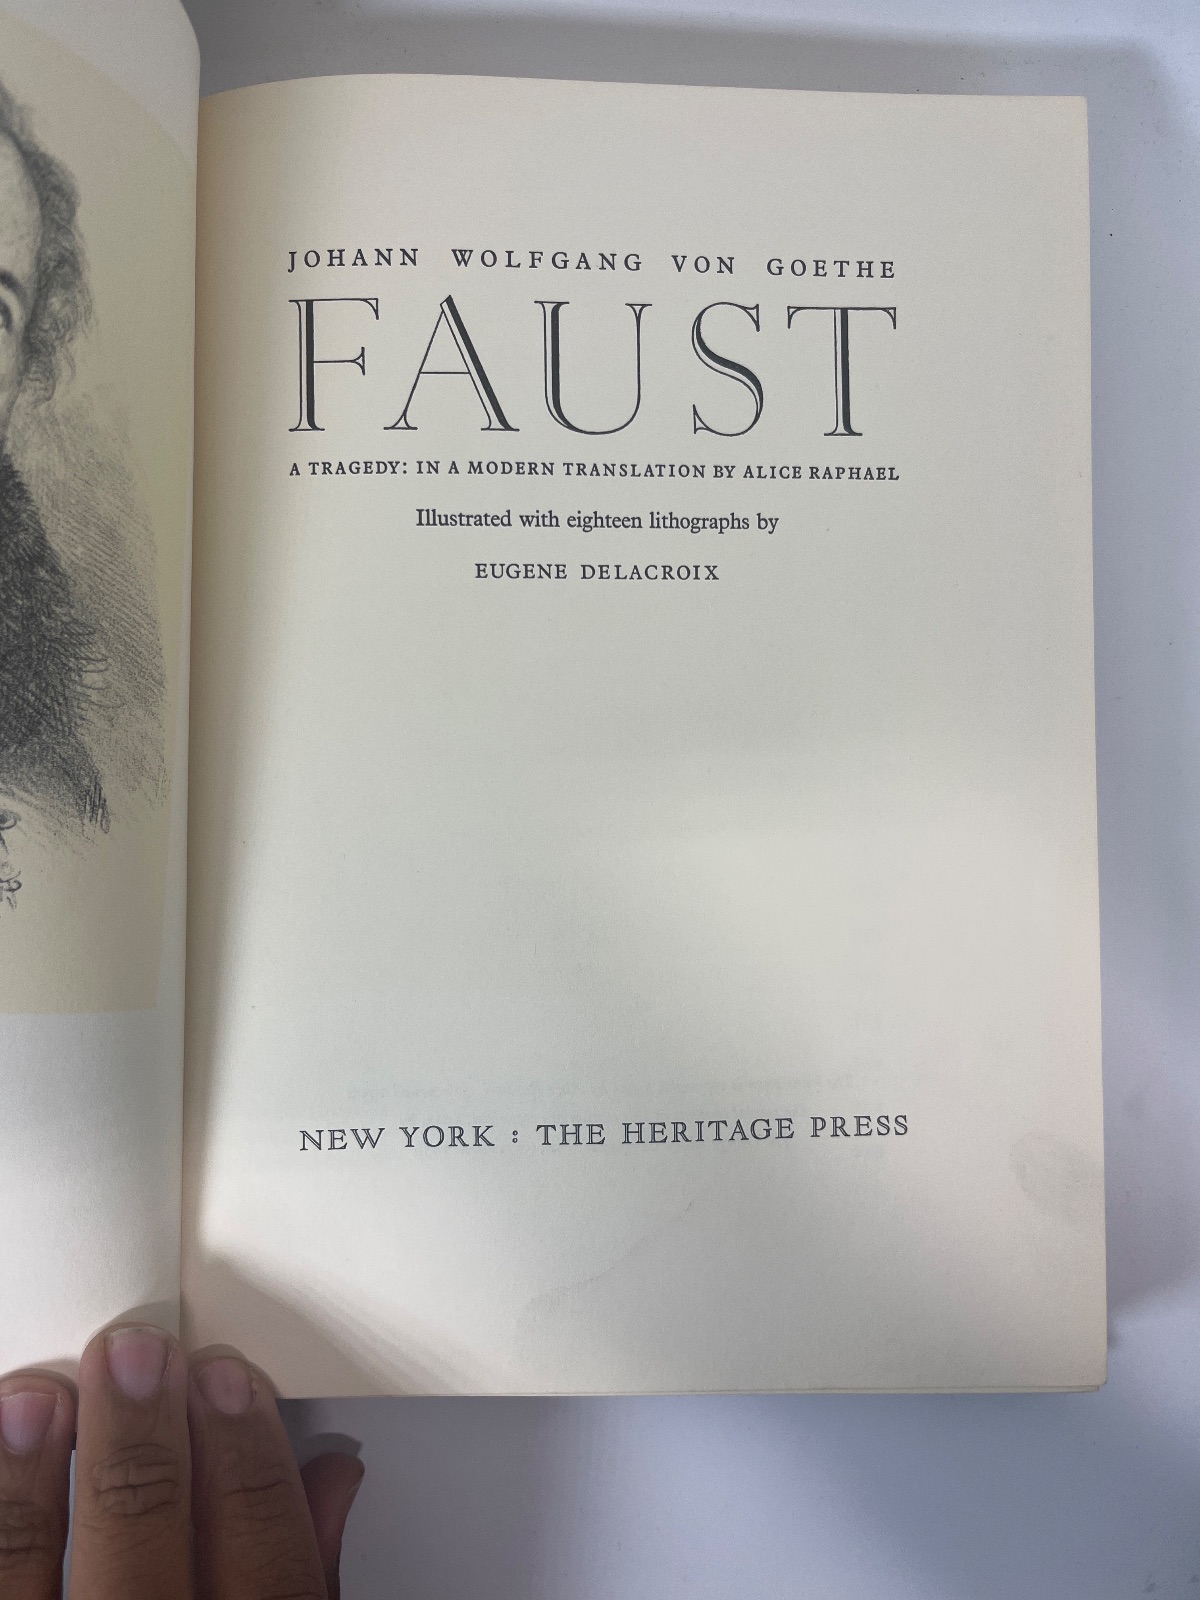 JOHANN WOLFGANG VON GOETHE
FAUST
A TRAGEDY: IN A MODERN TRANSLATION BY ALICE RAPHAEL
Illustrated with eighteen lithographs by
EUGENE DELACROIX
NEW YORK : THE HERITAGE PRESS